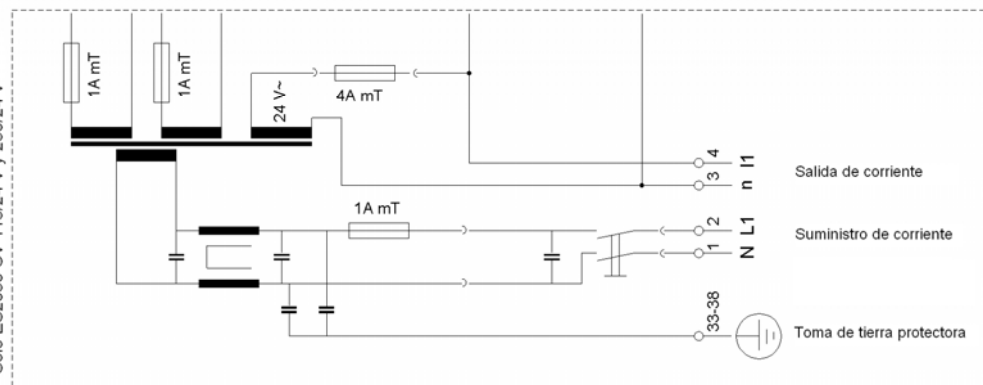 1A mT
1A mT
24 V~
4A mT
4 l1
3 n
Salida de corriente
1A mT
2 L1
1 N
Suministro de corriente
33-38
Toma de tierra protectora